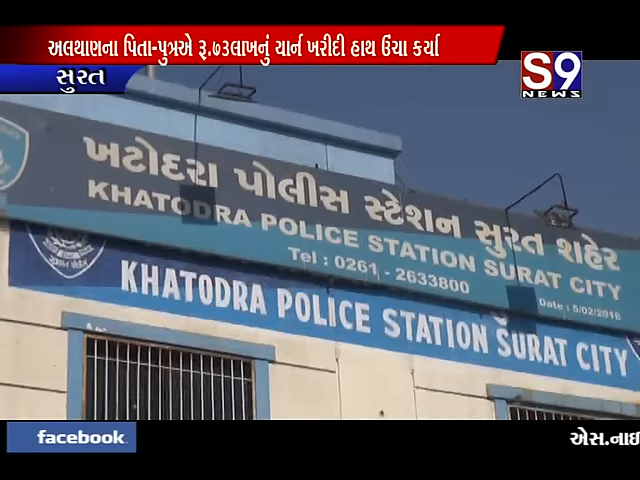 અલથાણના પિતા-પુત્રએ રૂ.૭૩લાખનું યાર્ન ખરીદી હાથ ઉંચા કર્યા
સુરત
S9
NEWS
ખટોદરા પોલીસ સ્ટેશન સુરત શહેર
KHATODRA POLICE STATION SURAT CITY
Tel : 0261 - 2633800
Date : 5/02/2016
KHATODRA POLICE STATION SURAT CITY
facebook
એસ.નાઇ